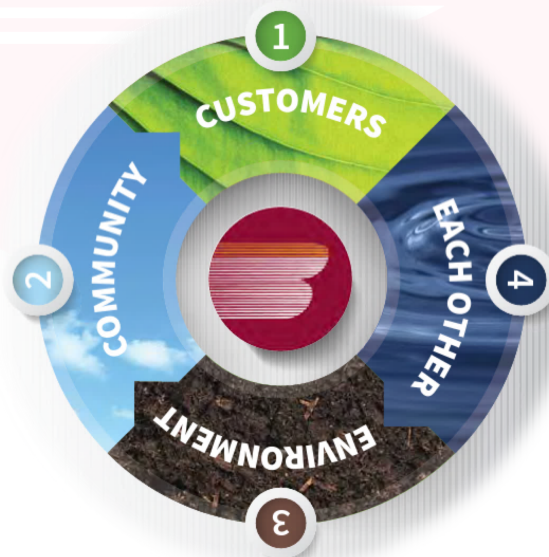 1
CUSTOMERS
2
COMMUNITY
3
ENVIRONMENT
4
EACH OTHER